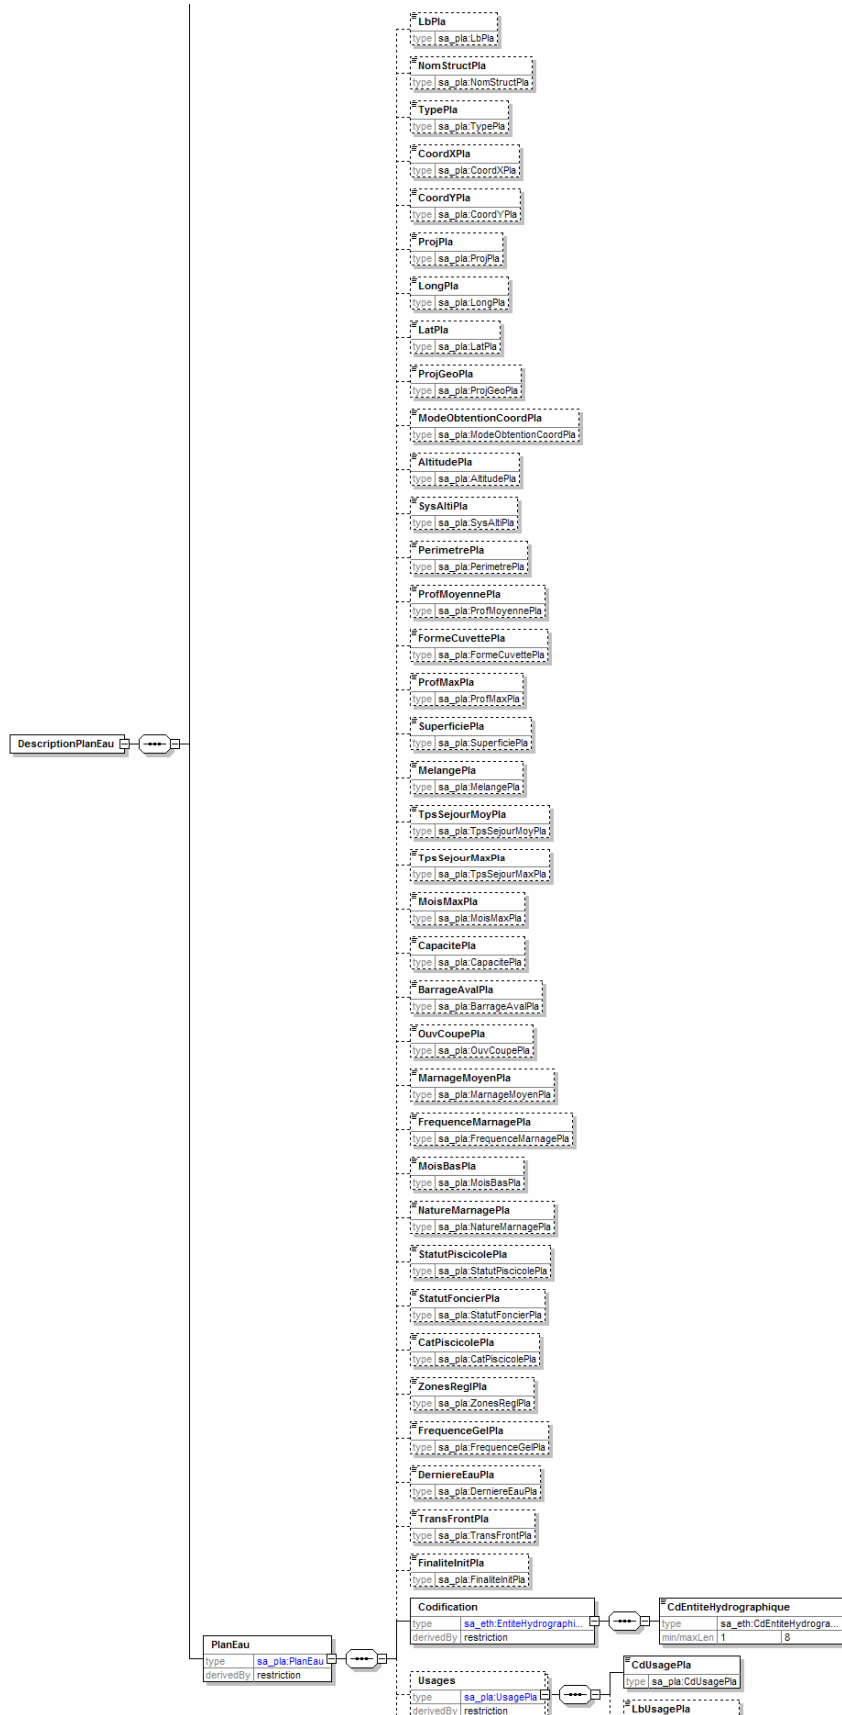 LbPla
type sa_pla:LbPla
NomStructPla
type sa_pla:NomStructPla
TypePla
type sa_pla:TypePla
CoordXPla
type sa_pla:CoordXPla
CoordYPla
type sa_pla:CoordYPla
ProjPla
type sa_pla:ProjPla
LongPla
type sa_pla:LongPla
LatPla
type sa_pla:LatPla
ProjGeoPla
type sa_pla:ProjGeoPla
ModeObtentionCoordPla
type sa_pla:ModeObtentionCoordPla
AltitudePla
type sa_pla:AltitudePla
SysAltiPla
type sa_pla:SysAltiPla
PerimetrePla
type sa_pla:PerimetrePla
ProfMoyennePla
type sa_pla:ProfMoyennePla
FormeCuvettePla
type sa_pla:FormeCuvettePla
ProfMaxPla
type sa_pla:ProfMaxPla
SuperficiePla
type sa_pla:SuperficiePla
DescriptionPlanEau
MelangePla
type sa_pla:MelangePla
TpsSejourMoyPla
type sa_pla:TpsSejourMoyPla
TpsSejourMaxPla
type sa_pla:TpsSejourMaxPla
MoisMaxPla
type sa_pla:MoisMaxPla
CapacitePla
type sa_pla:CapacitePla
BarrageAvalPla
type sa_pla:BarrageAvalPla
OuvCoupePla
type sa_pla:OuvCoupePla
MarnageMoyenPla
type sa_pla:MarnageMoyenPla
FrequenceMarnagePla
type sa_pla:FrequenceMarnagePla
MoisBasPla
type sa_pla:MoisBasPla
NatureMarnagePla
type sa_pla:NatureMarnagePla
StatutPiscicolePla
type sa_pla:StatutPiscicolePla
StatutFoncierPla
type sa_pla:StatutFoncierPla
CatPiscicolePla
type sa_pla:CatPiscicolePla
ZonesReglPla
type sa_pla:ZonesReglPla
FrequenceGelPla
type sa_pla:FrequenceGelPla
DerniereEauPla
type sa_pla:DerniereEauPla
TransFrontPla
type sa_pla:TransFrontPla
FinaliteInitPla
type sa_pla:FinaliteInitPla
Codification
type sa_eth:EntiteHydrographi...
derivedBy restriction
CdEntiteHydrographique
type sa_eth:CdEntiteHydrogra...
min/maxLen 1 8
PlanEau
type sa_pla:PlanEau
derivedBy restriction
Usages
type sa_pla:UsagePla
derivedBy restriction
CdUsagePla
type sa_pla:CdUsagePla
LbUsagePla